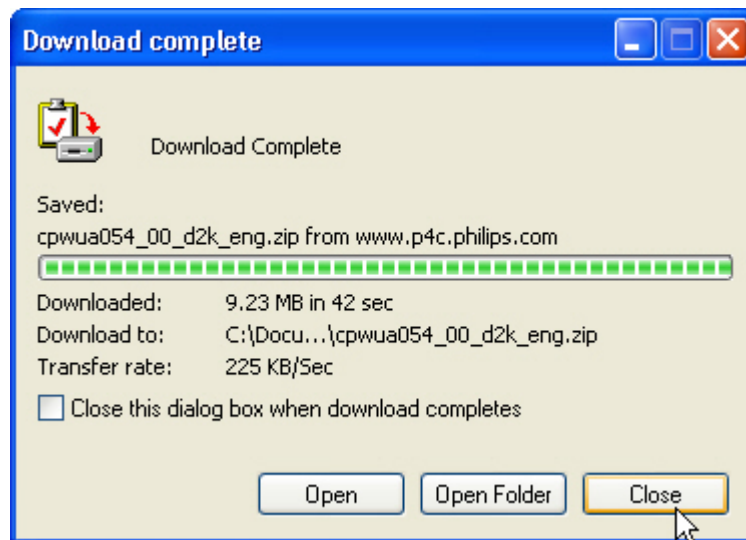 Download complete
Download Complete
Saved:
cpwua054_00_d2k_eng.zip from www.p4c.philips.com
Downloaded: 9.23 MB in 42 sec
Download to: C:\Docu...\cpwua054_00_d2k_eng.zip
Transfer rate: 225 KB/Sec
Close this dialog box when download completes
Open Open Folder Close